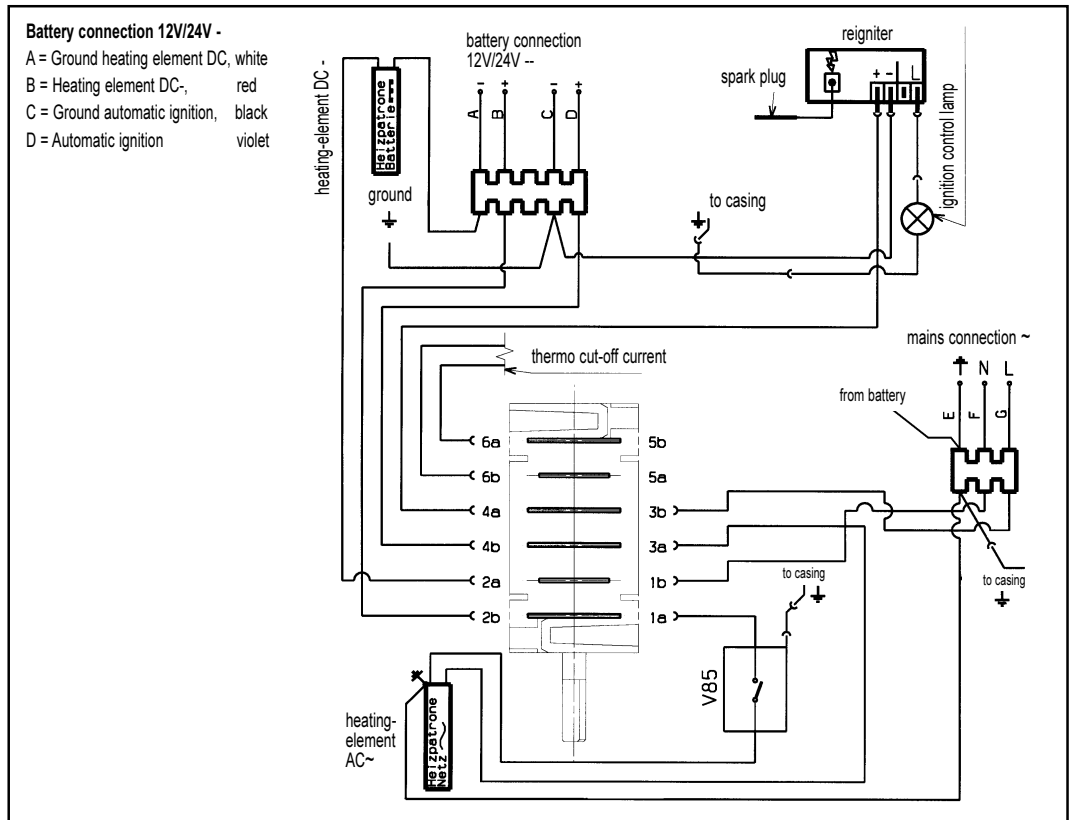 Battery connection 12V/24V -
A = Ground heating element DC, white
B = Heating element DC-, red
C = Ground automatic ignition, black
D = Automatic ignition violet
heating-element DC -
Heizpatrone
Batterie
ground
battery connection
12V/24V --
- + - +
A B C D
reigniter
spark plug
+ - L
ignition control lamp
to casing
thermo cut-off current
mains connection ~
N L
from battery
E F G
6a 5b
6b 5a
4a 3b
4b 3a
2a 1b
2b 1a
to casing
to casing
V85
heating-
element
AC~
Heizpatrone
Netz